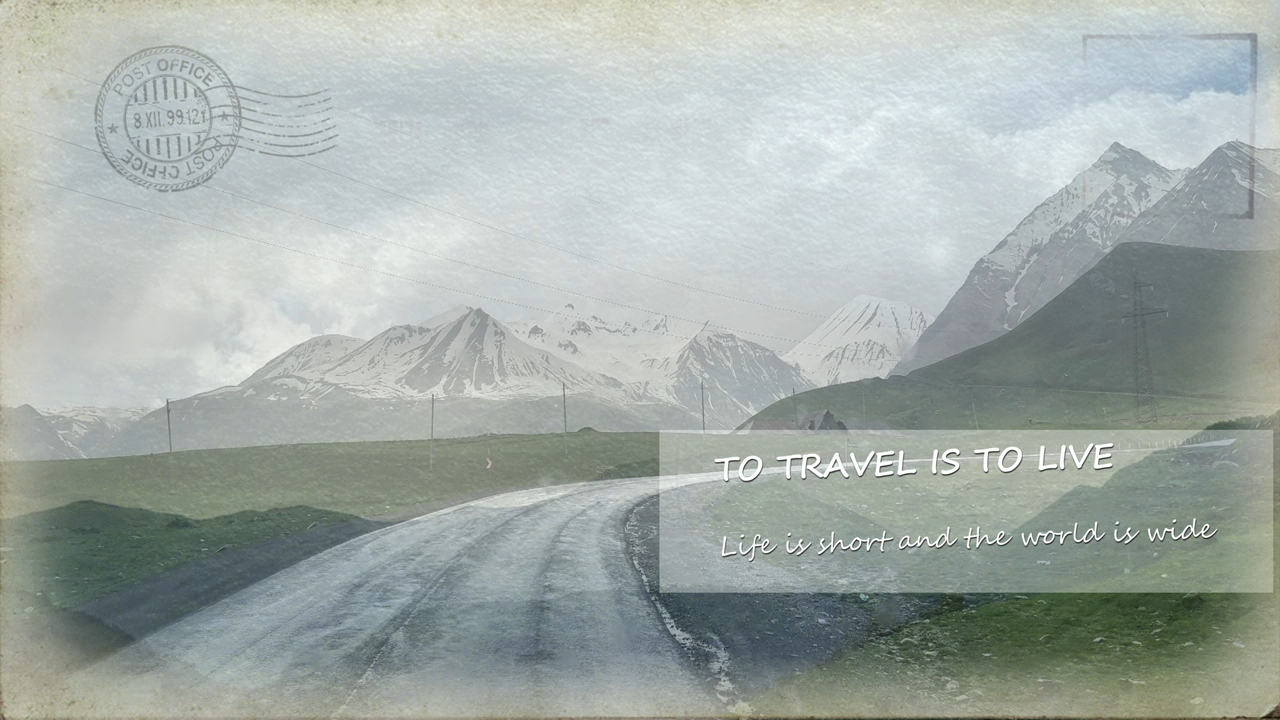 POST OFFICE
8 XII. 99.12
POST OFFICE
TO TRAVEL IS TO LIVE
Life is short and the world is wide